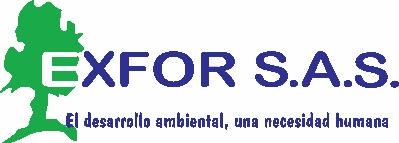 EXFOR S.A.S.
El desarrollo ambiental, una necesidad humana